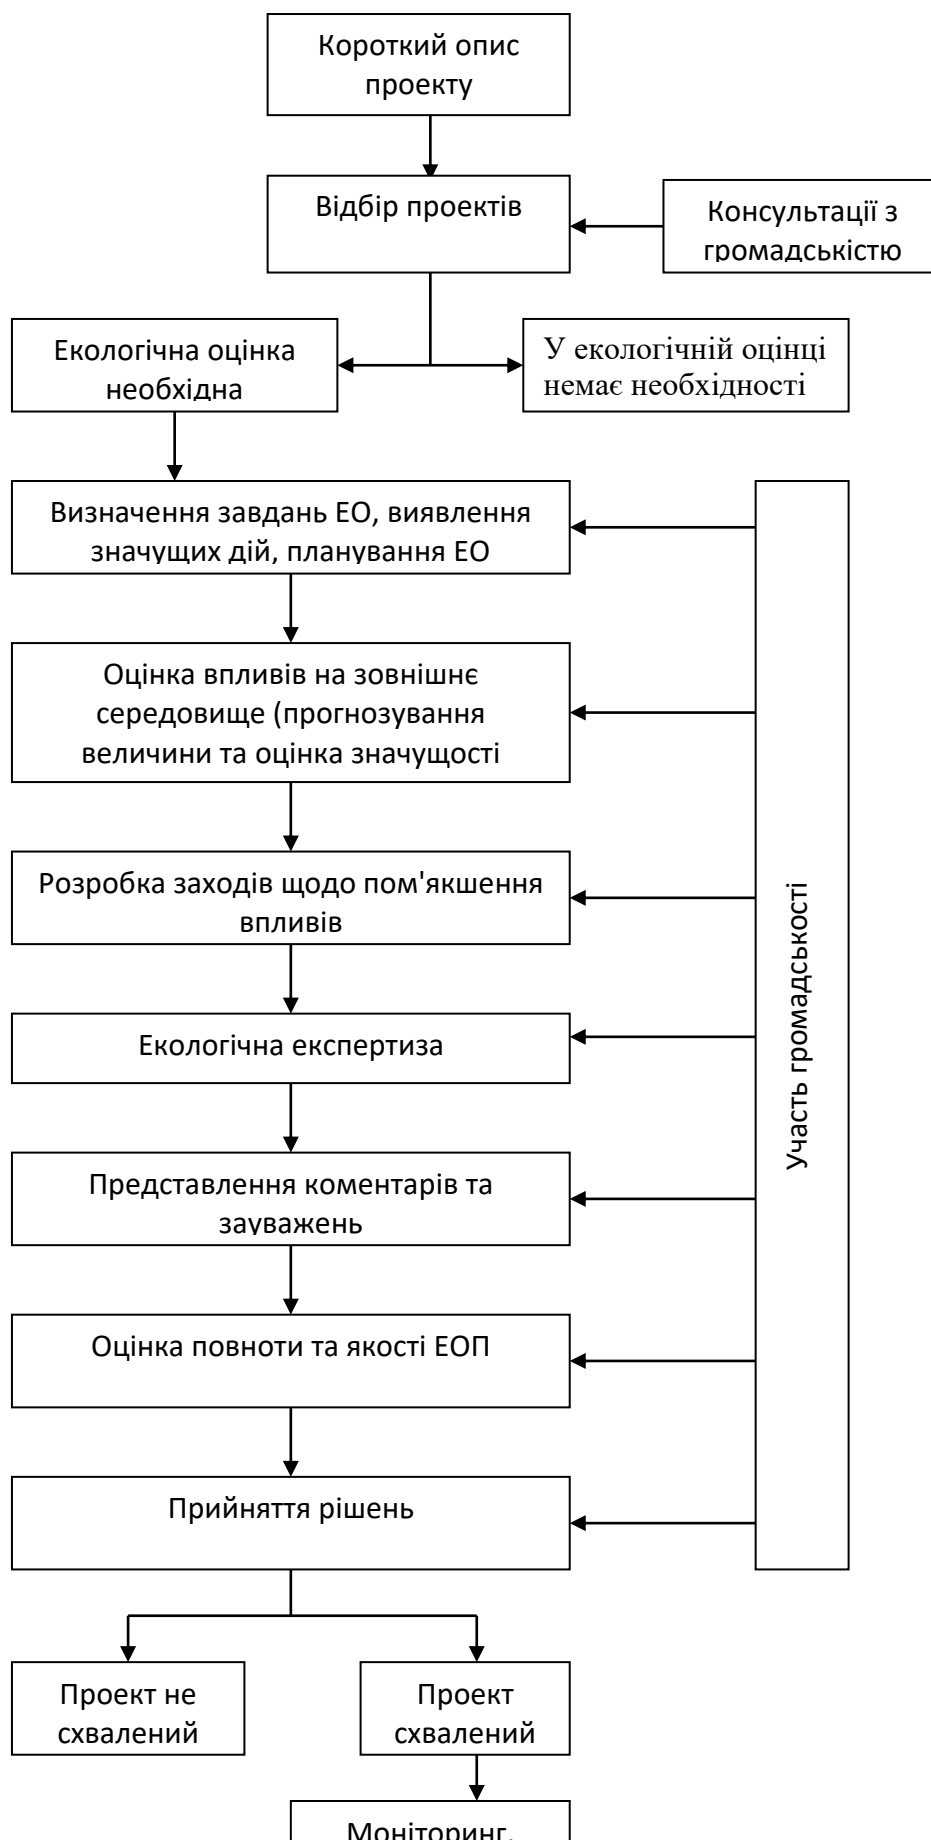 Короткий опис
проекту
Відбір проектів
Консультації з
громадськістю
Екологічна оцінка
необхідна
У екологічній оцінці
немає необхідності
Визначення завдань ЕО, виявлення
значущих дій, планування ЕО
Оцінка впливів на зовнішнє
середовище (прогнозування
величини та оцінка значущості
Розробка заходів щодо пом'якшення
впливів
Екологічна експертиза
Представлення коментарів та
зауважень
Оцінка повноти та якості ЕОП
Прийняття рішень
Участь громадськості
Проект не
схвалений
Проект
схвалений
Моніторинг.